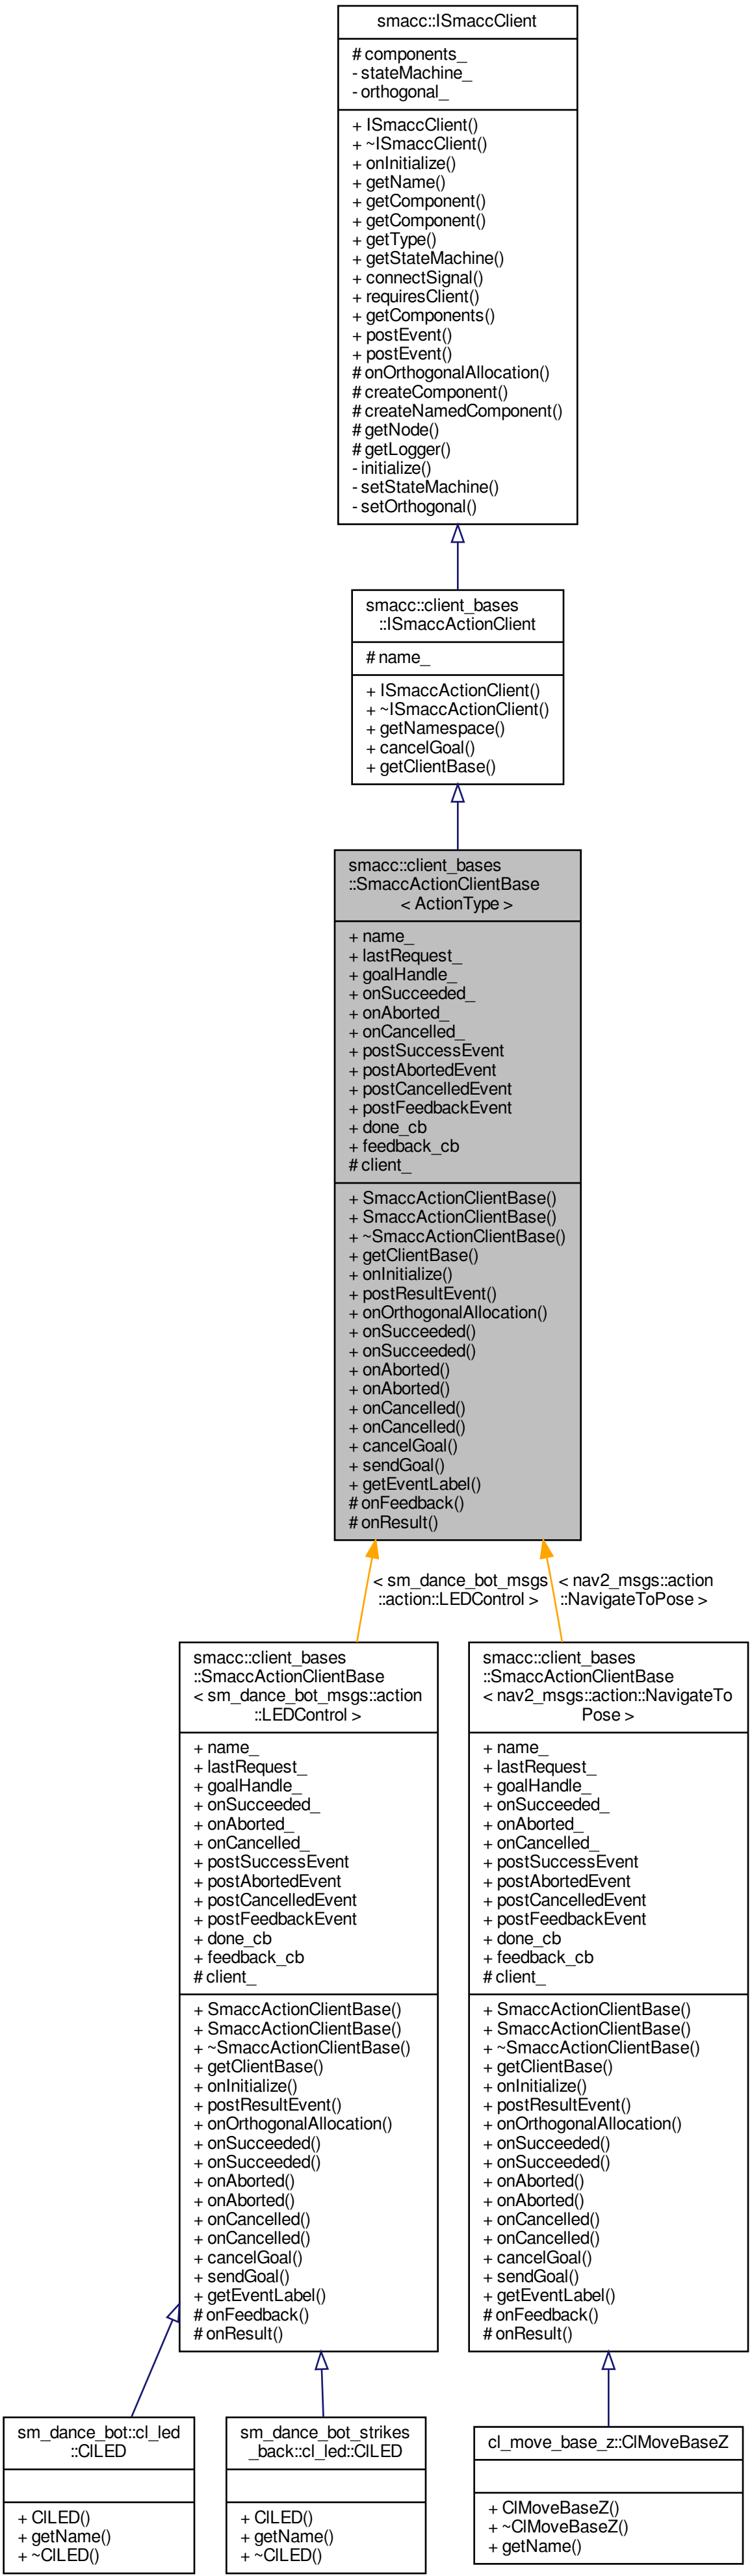 smacc::ISmaccClient
# components_
- stateMachine_
- orthogonal_
+ ISmaccClient()
+ ~ISmaccClient()
+ onInitialize()
+ getName()
+ getComponent()
+ getComponent()
+ getType()
+ getStateMachine()
+ connectSignal()
+ requiresClient()
+ getComponents()
+ postEvent()
+ postEvent()
# onOrthogonalAllocation()
# createComponent()
# createNamedComponent()
# getNode()
# getLogger()
- initialize()
- setStateMachine()
- setOrthogonal()
smacc::client_bases
::ISmaccActionClient
# name_
+ ISmaccActionClient()
+ ~ISmaccActionClient()
+ getNamespace()
+ cancelGoal()
+ getClientBase()
smacc::client_bases
::SmaccActionClientBase
< ActionType >
+ name_
+ lastRequest_
+ goalHandle_
+ onSucceeded_
+ onAborted_
+ onCancelled_
+ postSuccessEvent
+ postAbortedEvent
+ postCancelledEvent
+ postFeedbackEvent
+ done_cb
+ feedback_cb
# client_
+ SmaccActionClientBase()
+ SmaccActionClientBase()
+ ~SmaccActionClientBase()
+ getClientBase()
+ onInitialize()
+ postResultEvent()
+ onOrthogonalAllocation()
+ onSucceeded()
+ onSucceeded()
+ onAborted()
+ onAborted()
+ onCancelled()
+ onCancelled()
+ cancelGoal()
+ sendGoal()
+ getEventLabel()
# onFeedback()
# onResult()
< sm_dance_bot_msgs
::action::LEDControl >
< nav2_msgs::action
::NavigateToPose >
smacc::client_bases
::SmaccActionClientBase
< sm_dance_bot_msgs::action
::LEDControl >
+ name_
+ lastRequest_
+ goalHandle_
+ onSucceeded_
+ onAborted_
+ onCancelled_
+ postSuccessEvent
+ postAbortedEvent
+ postCancelledEvent
+ postFeedbackEvent
+ done_cb
+ feedback_cb
# client_
+ SmaccActionClientBase()
+ SmaccActionClientBase()
+ ~SmaccActionClientBase()
+ getClientBase()
+ onInitialize()
+ postResultEvent()
+ onOrthogonalAllocation()
+ onSucceeded()
+ onSucceeded()
+ onAborted()
+ onAborted()
+ onCancelled()
+ onCancelled()
+ cancelGoal()
+ sendGoal()
+ getEventLabel()
# onFeedback()
# onResult()
smacc::client_bases
::SmaccActionClientBase
< nav2_msgs::action::NavigateTo
Pose >
+ name_
+ lastRequest_
+ goalHandle_
+ onSucceeded_
+ onAborted_
+ onCancelled_
+ postSuccessEvent
+ postAbortedEvent
+ postCancelledEvent
+ postFeedbackEvent
+ done_cb
+ feedback_cb
# client_
+ SmaccActionClientBase()
+ SmaccActionClientBase()
+ ~SmaccActionClientBase()
+ getClientBase()
+ onInitialize()
+ postResultEvent()
+ onOrthogonalAllocation()
+ onSucceeded()
+ onSucceeded()
+ onAborted()
+ onAborted()
+ onCancelled()
+ onCancelled()
+ cancelGoal()
+ sendGoal()
+ getEventLabel()
# onFeedback()
# onResult()
sm_dance_bot::cl_led
::ClLED
+ ClLED()
+ getName()
+ ~ClLED()
sm_dance_bot_strikes
_back::cl_led::ClLED
+ ClLED()
+ getName()
+ ~ClLED()
cl_move_base_z::ClMoveBaseZ
+ ClMoveBaseZ()
+ ~ClMoveBaseZ()
+ getName()